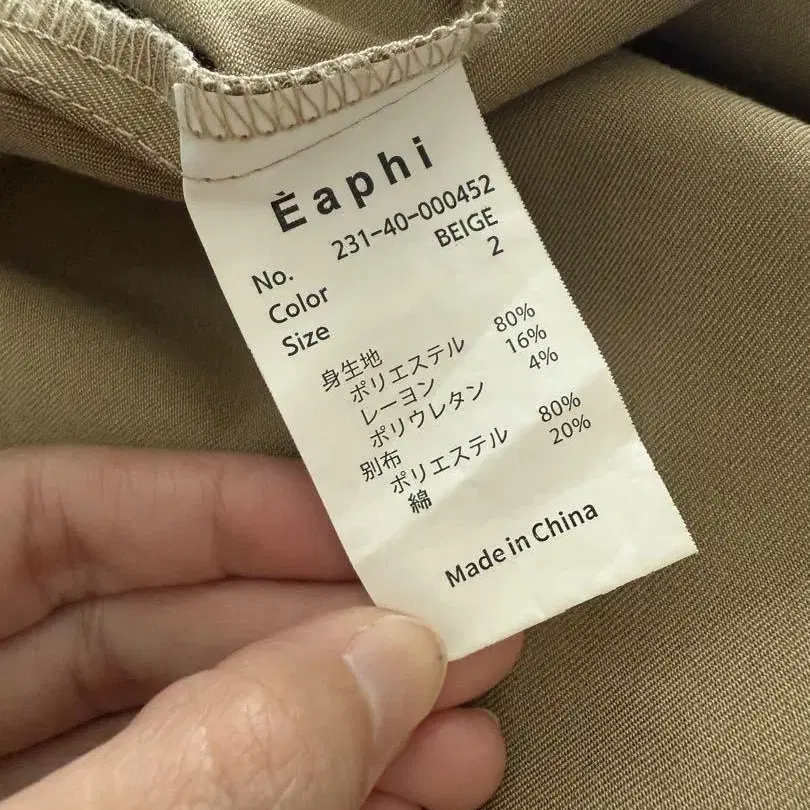 Èaphi
No. 231-40-000452
Color BEIGE
Size 2
身生地
ポリエステル 80%
レーヨン 16%
ポリウレタン 4%
別布
ポリエステル 80%
綿 20%
Made in China